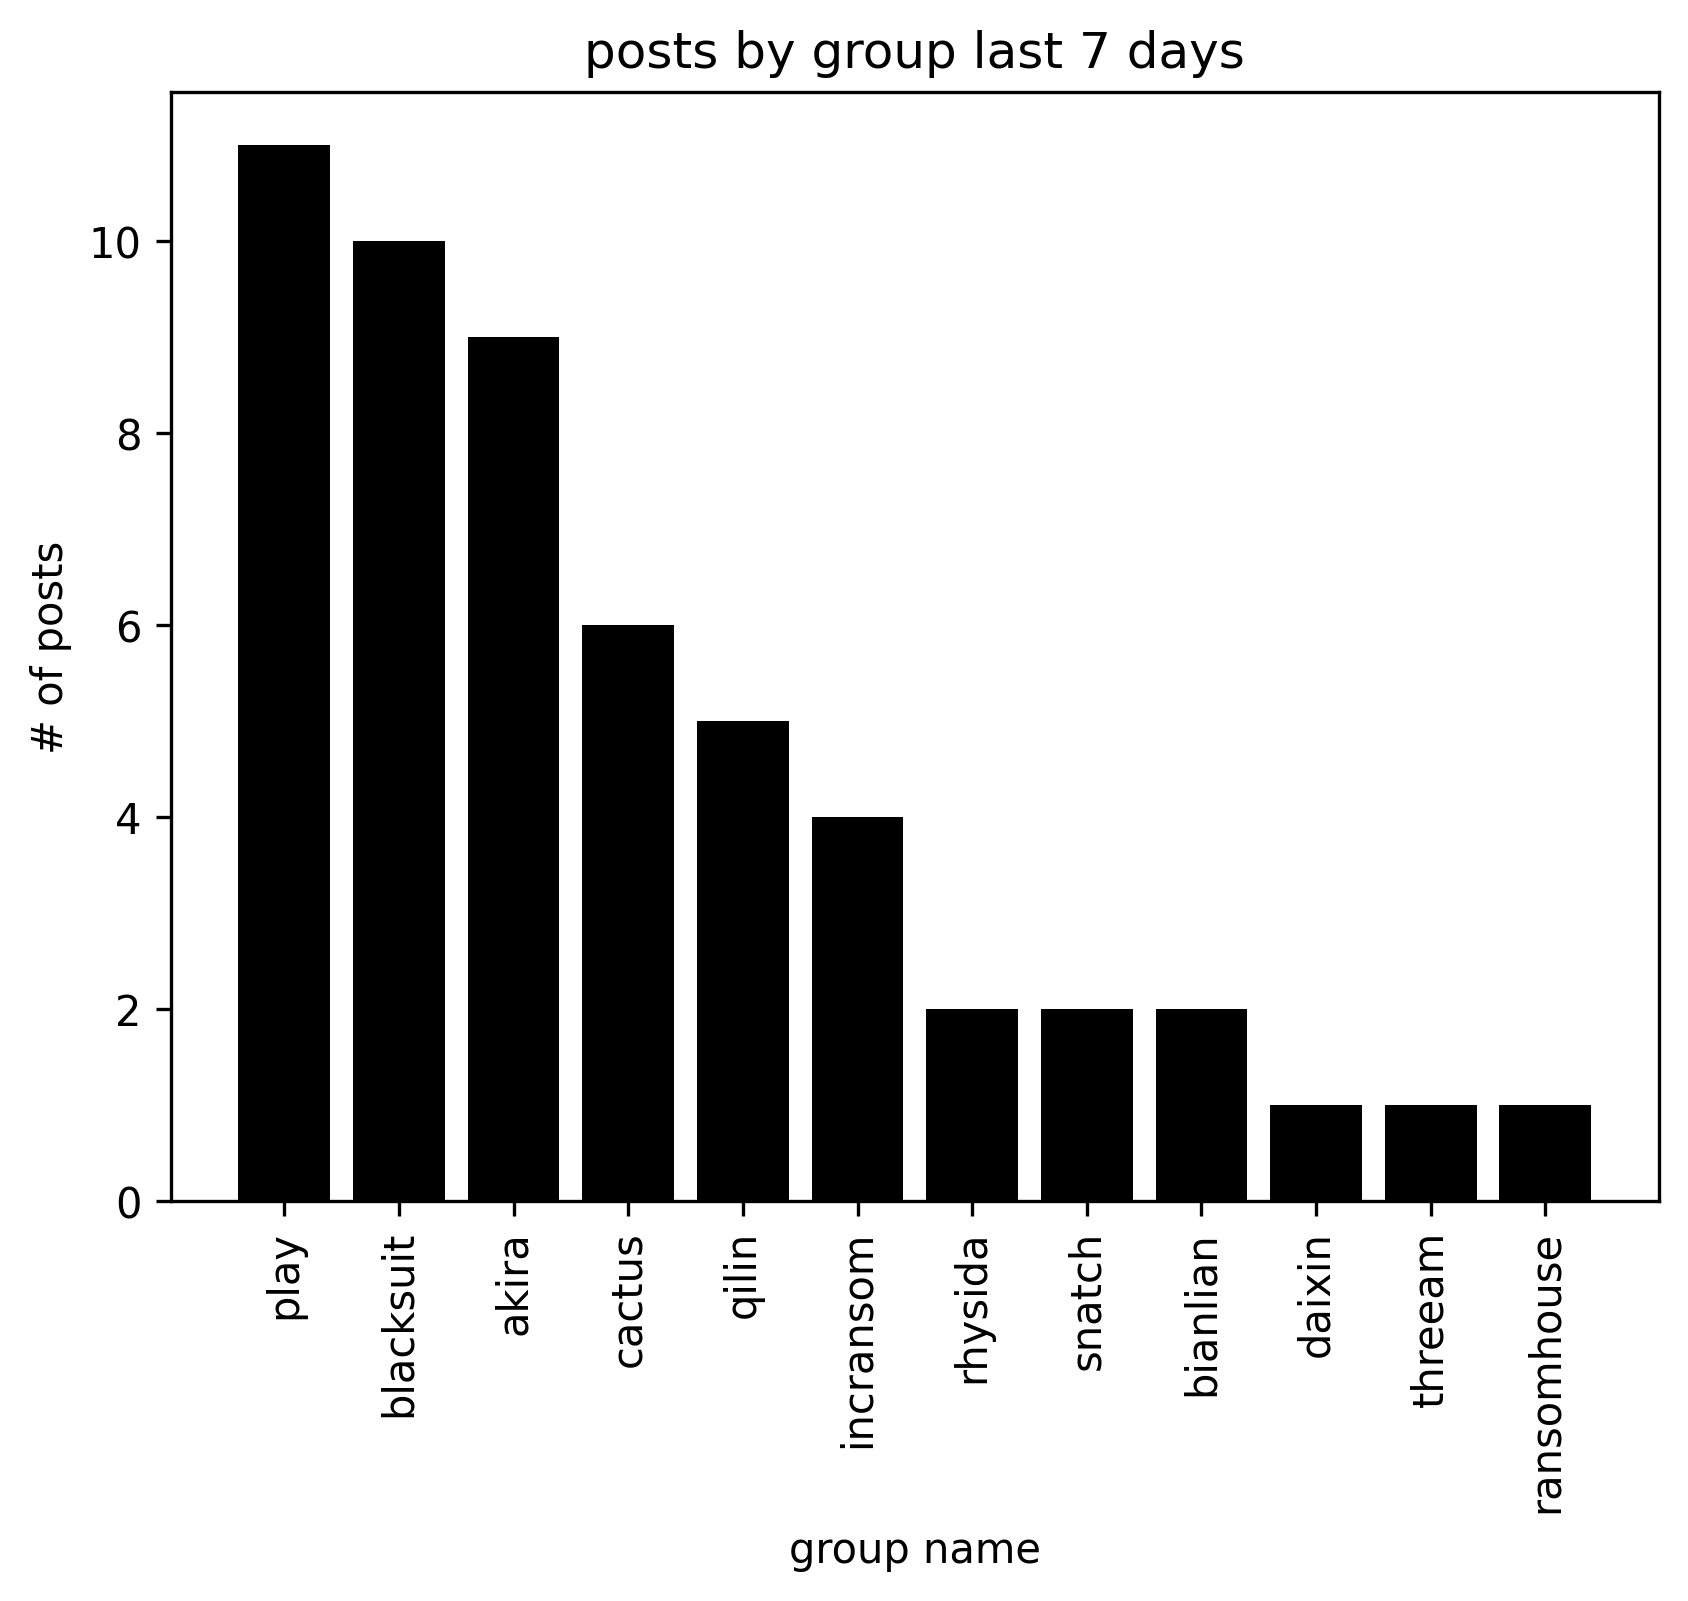 posts by group last 7 days
# of posts
10
8
6
4
2
0
play
blacksuit
akira
cactus
qilin
incransom
rhysida
snatch
bianlian
daixin
threeam
ransomhouse
group name